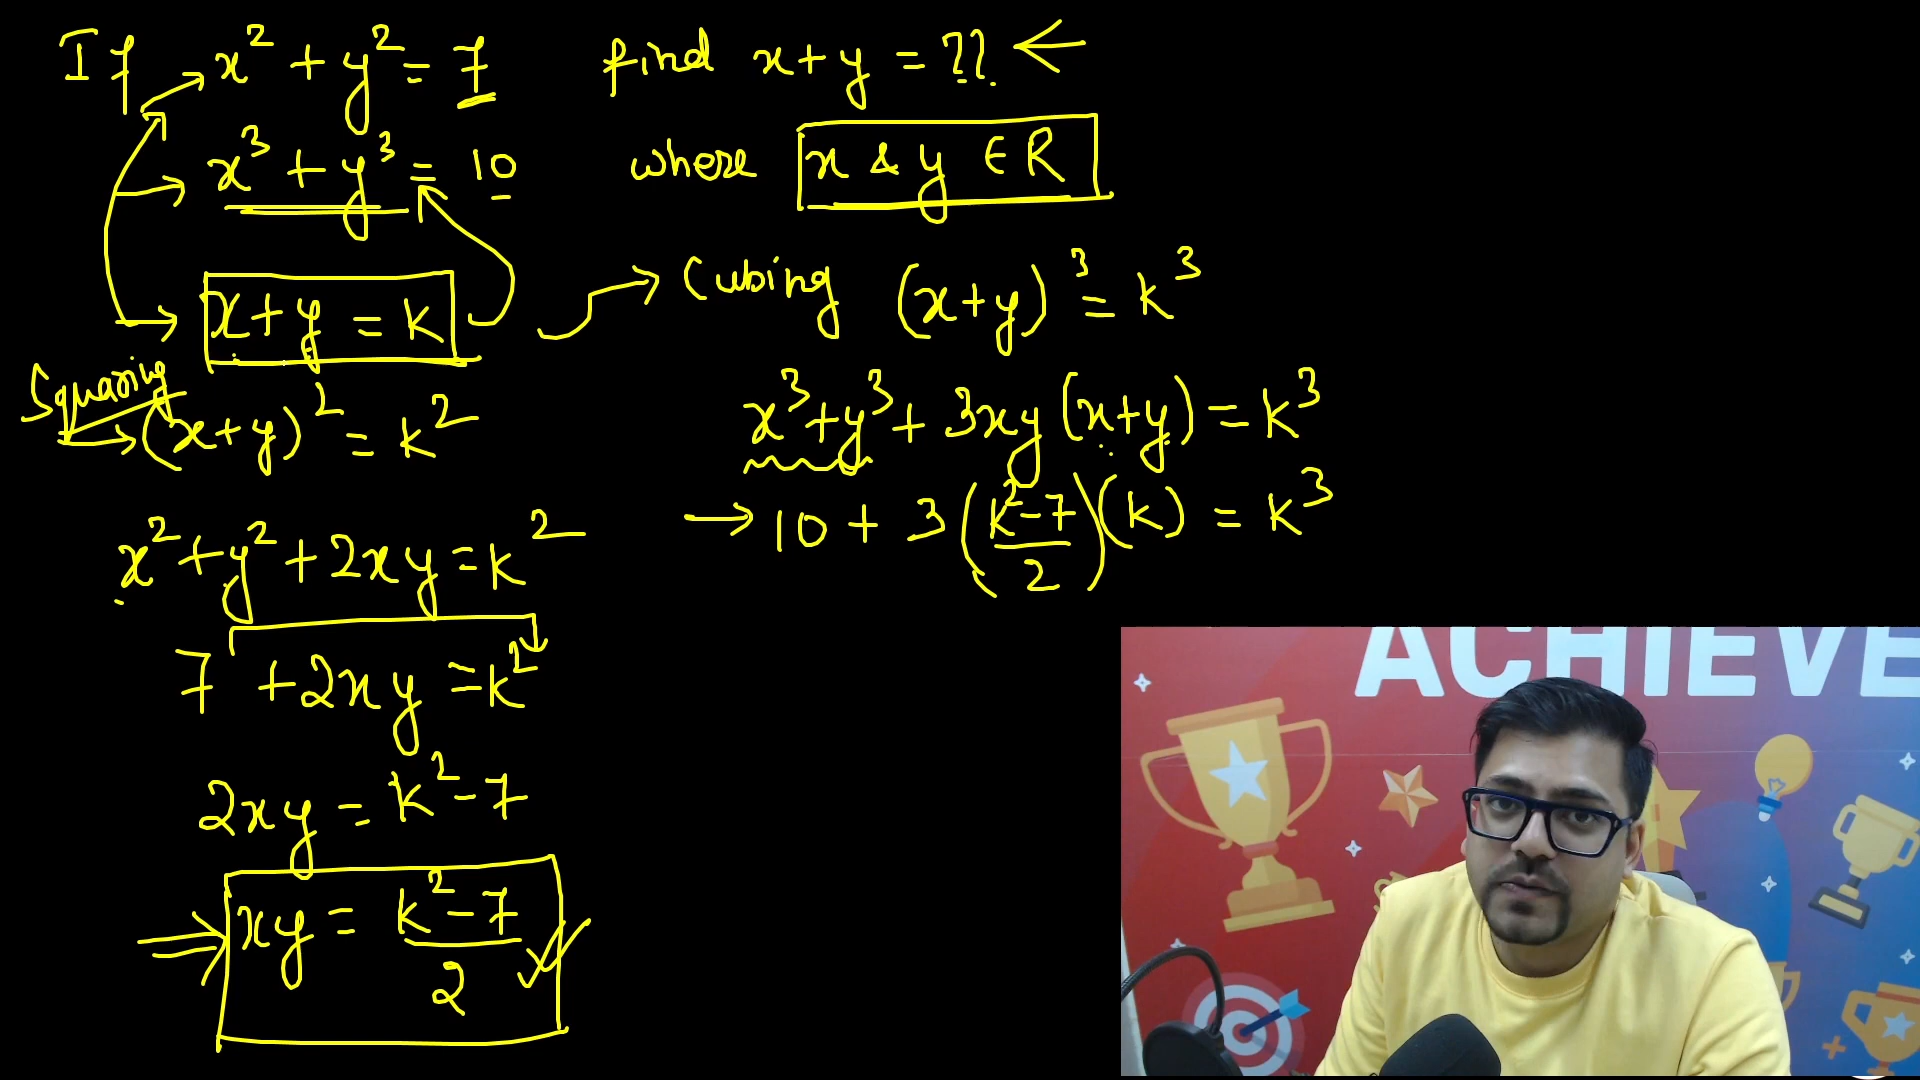 If x² + y² = 7 find x+y = ??
x³ + y³ = 10 where x & y ∈ R
x+y = k
Cubing (x+y)³ = k³
Squaring
(x+y)² = k²
x³+y³+ 3xy(x+y) = k³
10 + 3(k²-7/2)(k) = k³
x²+y²+2xy=k²
7 +2xy =k²
2xy = k²-7
xy = k²-7/2
ACHIEVE